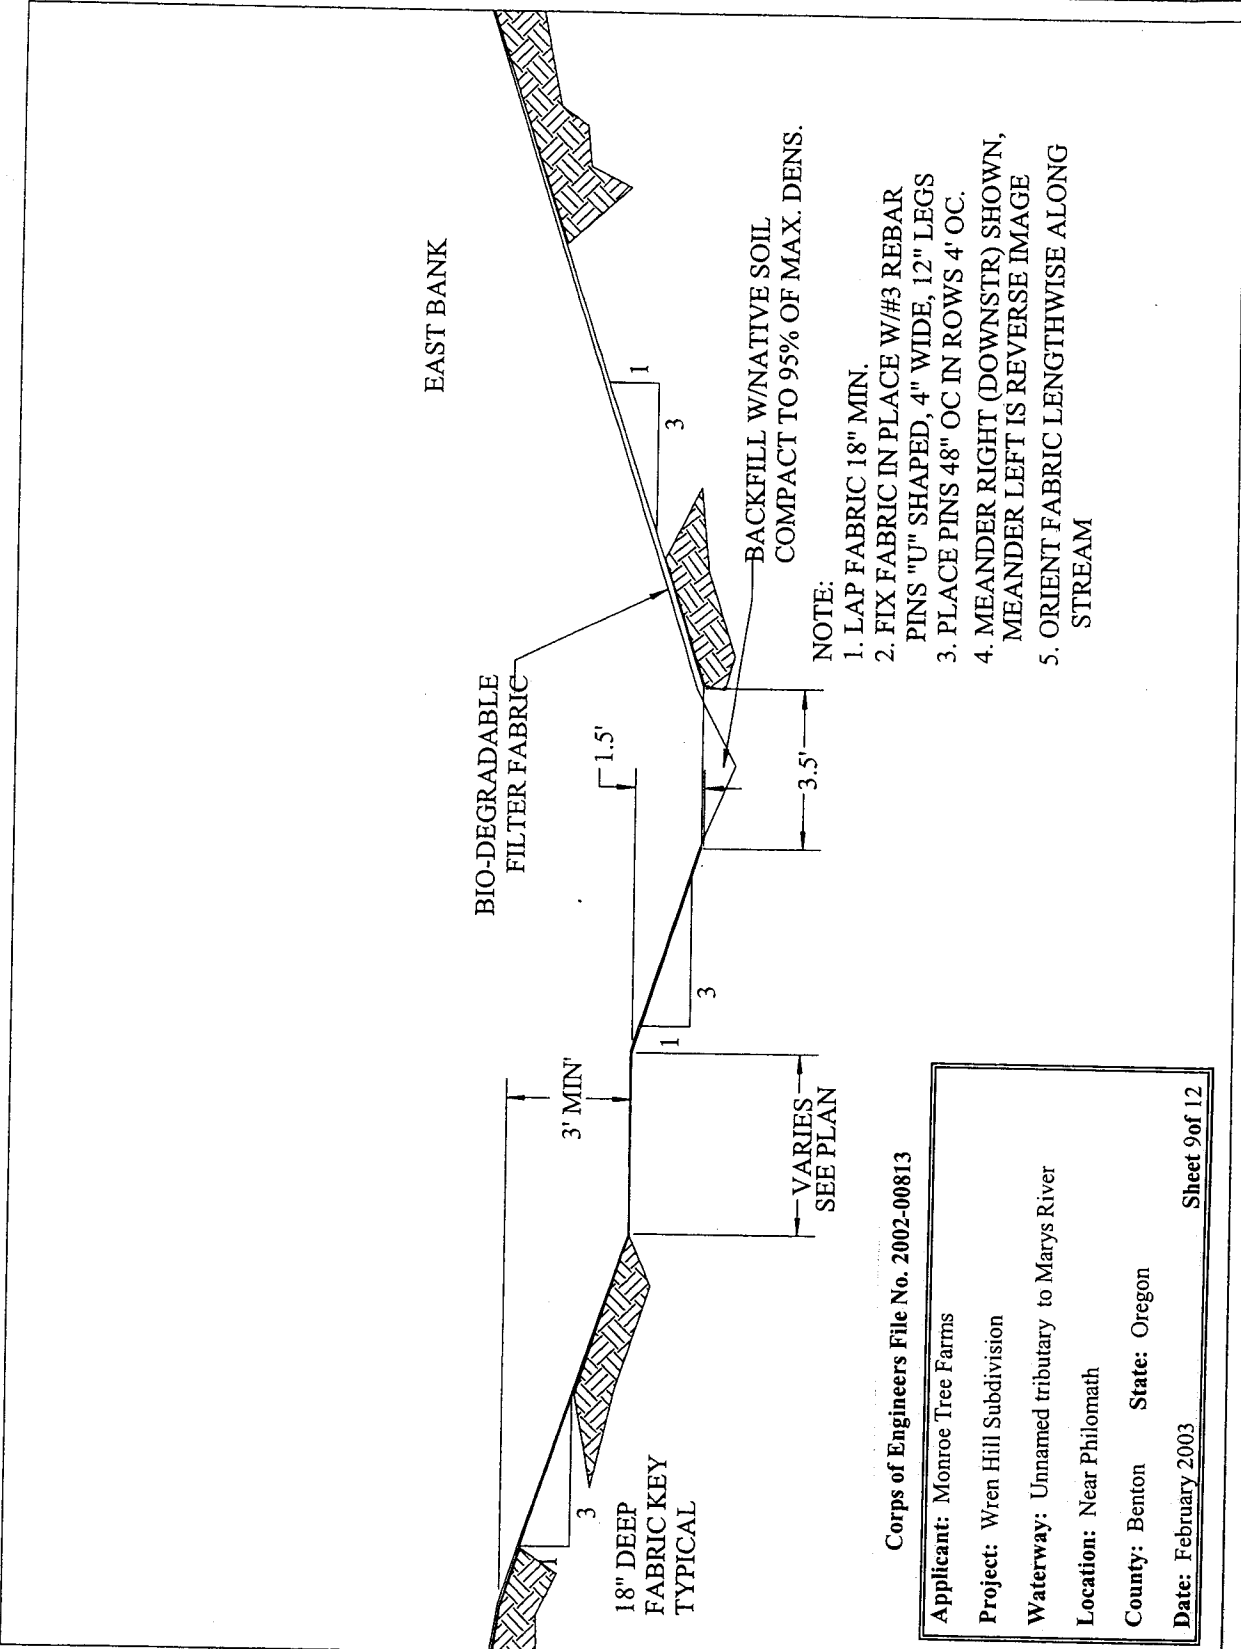 EAST BANK
BIO-DEGRADABLE
FILTER FABRIC
1
3
1.5'
3' MIN'
1
3
3.5'
VARIES
SEE PLAN
1
3
18" DEEP
FABRIC KEY
TYPICAL
BACKFILL W/NATIVE SOIL
COMPACT TO 95% OF MAX. DENS.
NOTE:
1. LAP FABRIC 18" MIN.
2. FIX FABRIC IN PLACE W/#3 REBAR
PINS "U" SHAPED, 4" WIDE, 12" LEGS
3. PLACE PINS 48" OC IN ROWS 4' OC.
4. MEANDER RIGHT (DOWNSTR) SHOWN,
MEANDER LEFT IS REVERSE IMAGE
5. ORIENT FABRIC LENGTHWISE ALONG
STREAM
Corps of Engineers File No. 2002-00813
Applicant: Monroe Tree Farms
Project: Wren Hill Subdivision
Waterway: Unnamed tributary to Marys River
Location: Near Philomath
County: Benton State: Oregon
Date: February 2003 Sheet 9of 12